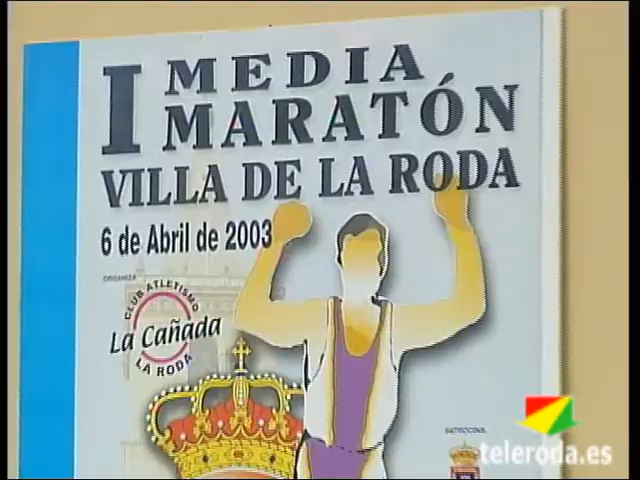 I MEDIA
MARATÓN
VILLA DE LA RODA
6 de Abril de 2003
ORGANIZA
CLUB ATLETISMO
La Cañada
LA RODA
PATROCINA
teleroda.es